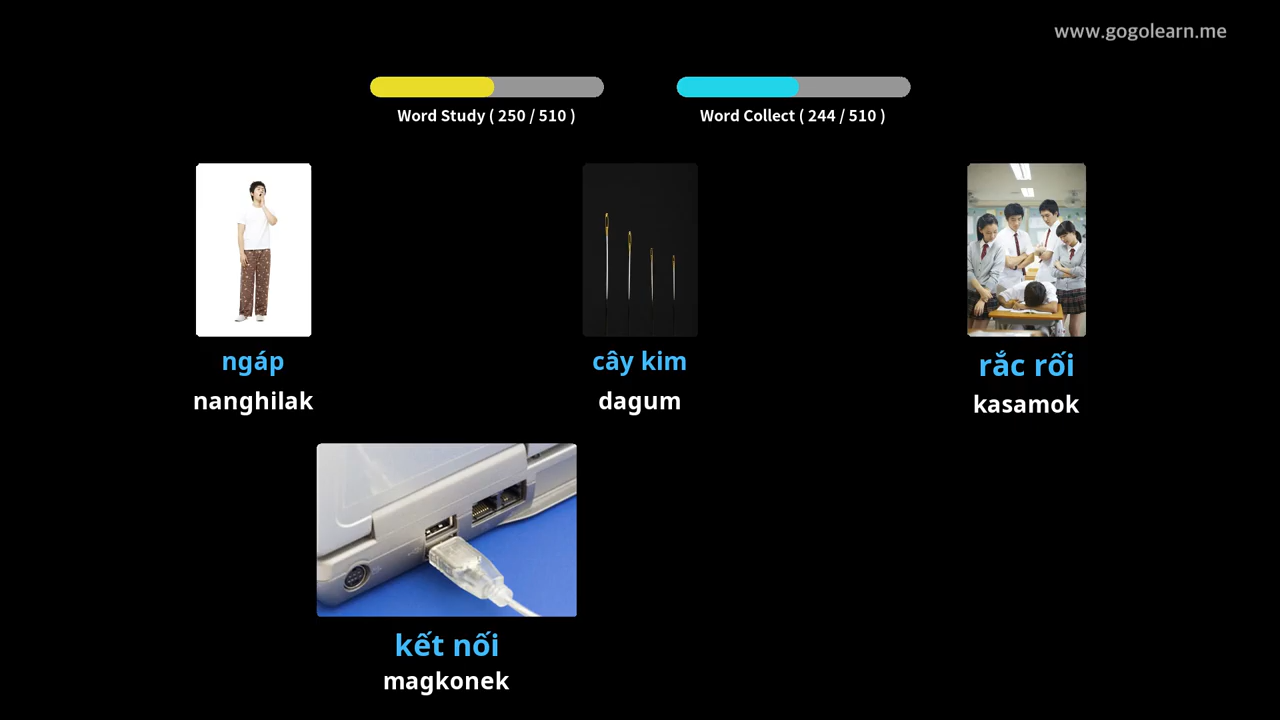 www.gogolearn.me
Word Study ( 250 / 510 )
Word Collect ( 244 / 510 )
ngáp
nanghilak
cây kim
dagum
rắc rối
kasamok
kết nối
magkonek